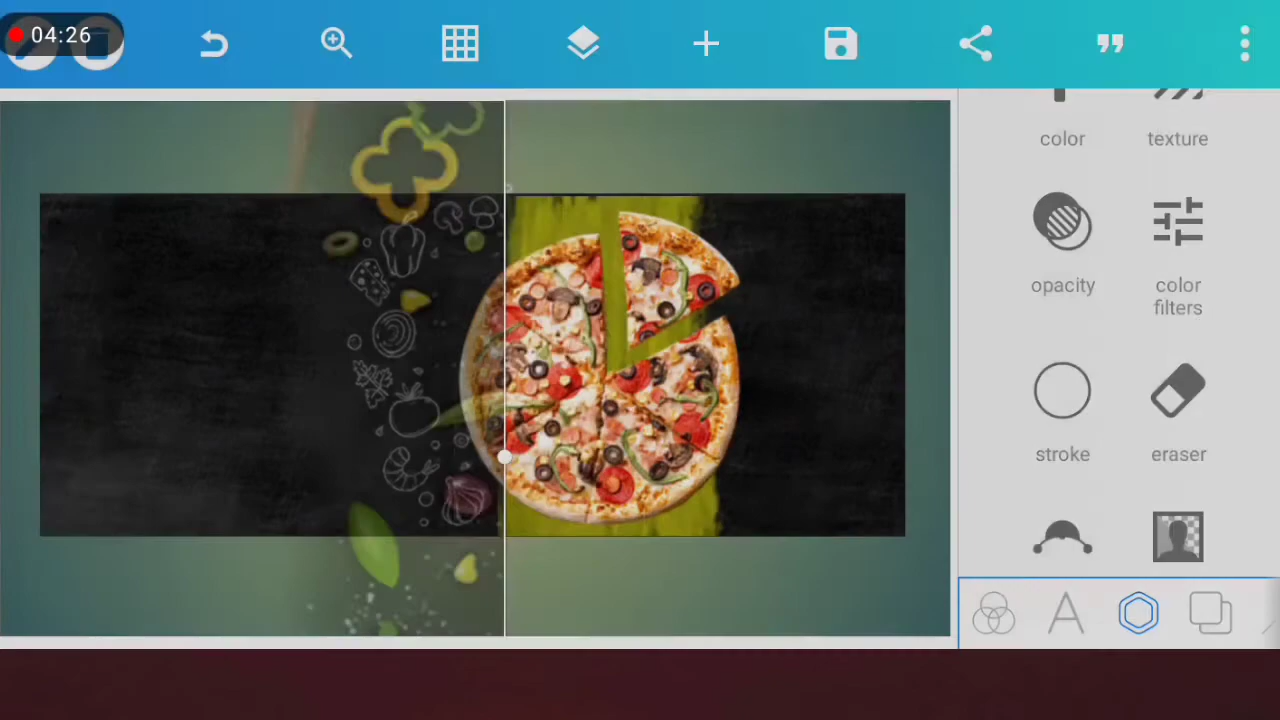 04:26
color
texture
opacity
color
filters
stroke
eraser